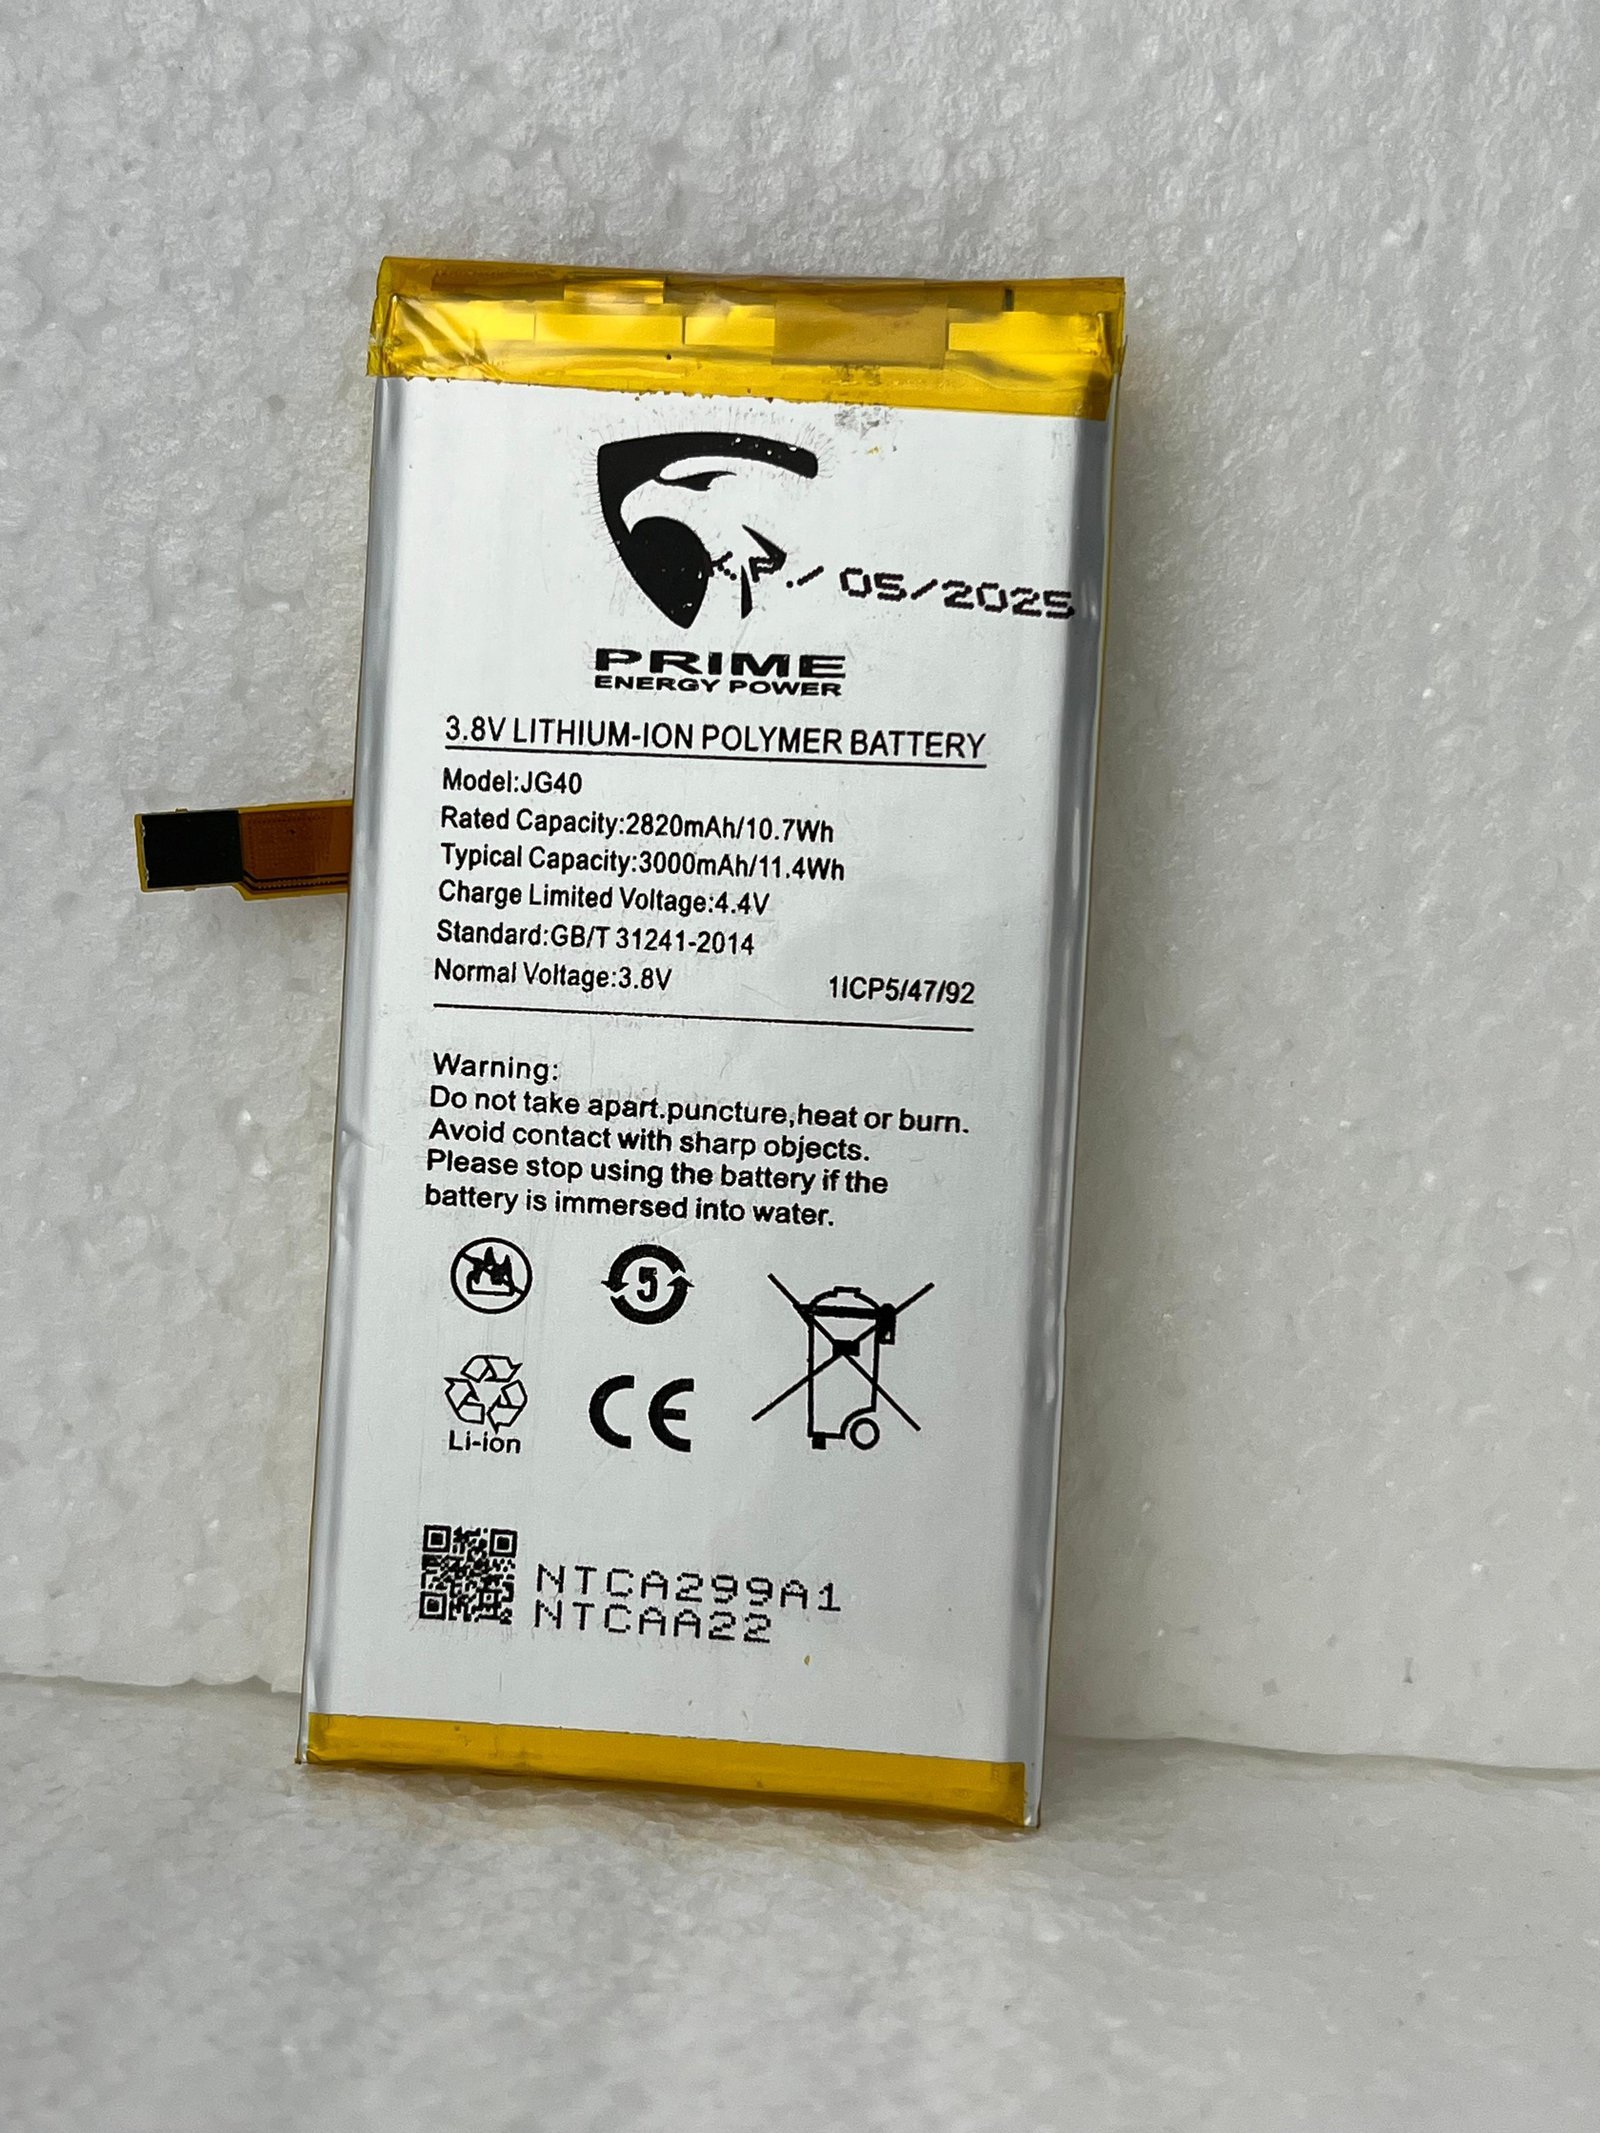 K.P./ 05/2025
PRIME
ENERGY POWER
3.8V LITHIUM-ION POLYMER BATTERY
Model:JG40
Rated Capacity:2820mAh/10.7Wh
Typical Capacity:3000mAh/11.4Wh
Charge Limited Voltage:4.4V
Standard:GB/T 31241-2014
Normal Voltage:3.8V 1ICP5/47/92
Warning:
Do not take apart.puncture,heat or burn.
Avoid contact with sharp objects.
Please stop using the battery if the
battery is immersed into water.
5
Li-ion
CE
NTCA299A1
NTCAA22